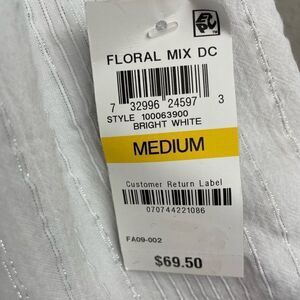 FLORAL MIX DC
7 32996 24597 3
STYLE 100063900
BRIGHT WHITE
MEDIUM
Customer Return Label
070744221086
FA09-002
$69.50